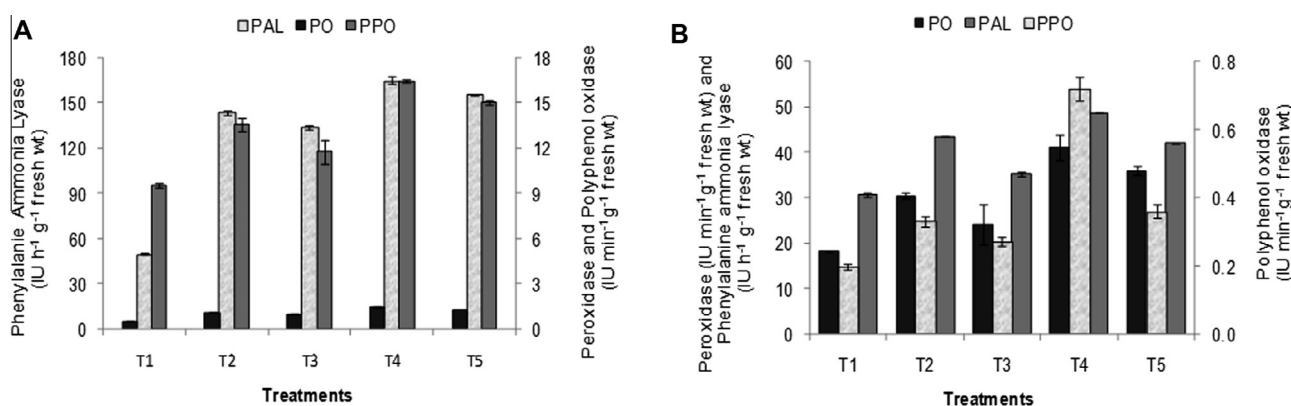 A
PAL PO PPO
Phenylalanie Ammonia Lyase
(IU h⁻¹ g⁻¹ fresh wt)
180
150
120
90
60
30
0
18
15
12
9
6
3
0
Peroxidase and Polyphenol oxidase
(IU min⁻¹g⁻¹ fresh wt)
T1 T2 T3 T4 T5
Treatments
B
PO PAL PPO
Peroxidase (IU min⁻¹g⁻¹ fresh wt) and
Phenylalanine ammonia lyase
(IU h⁻¹g⁻¹ fresh wt)
60
50
40
30
20
10
0
0.8
0.6
0.4
0.2
0.0
Polyphenol oxidase
(IU min⁻¹g⁻¹ fresh wt)
T1 T2 T3 T4 T5
Treatments